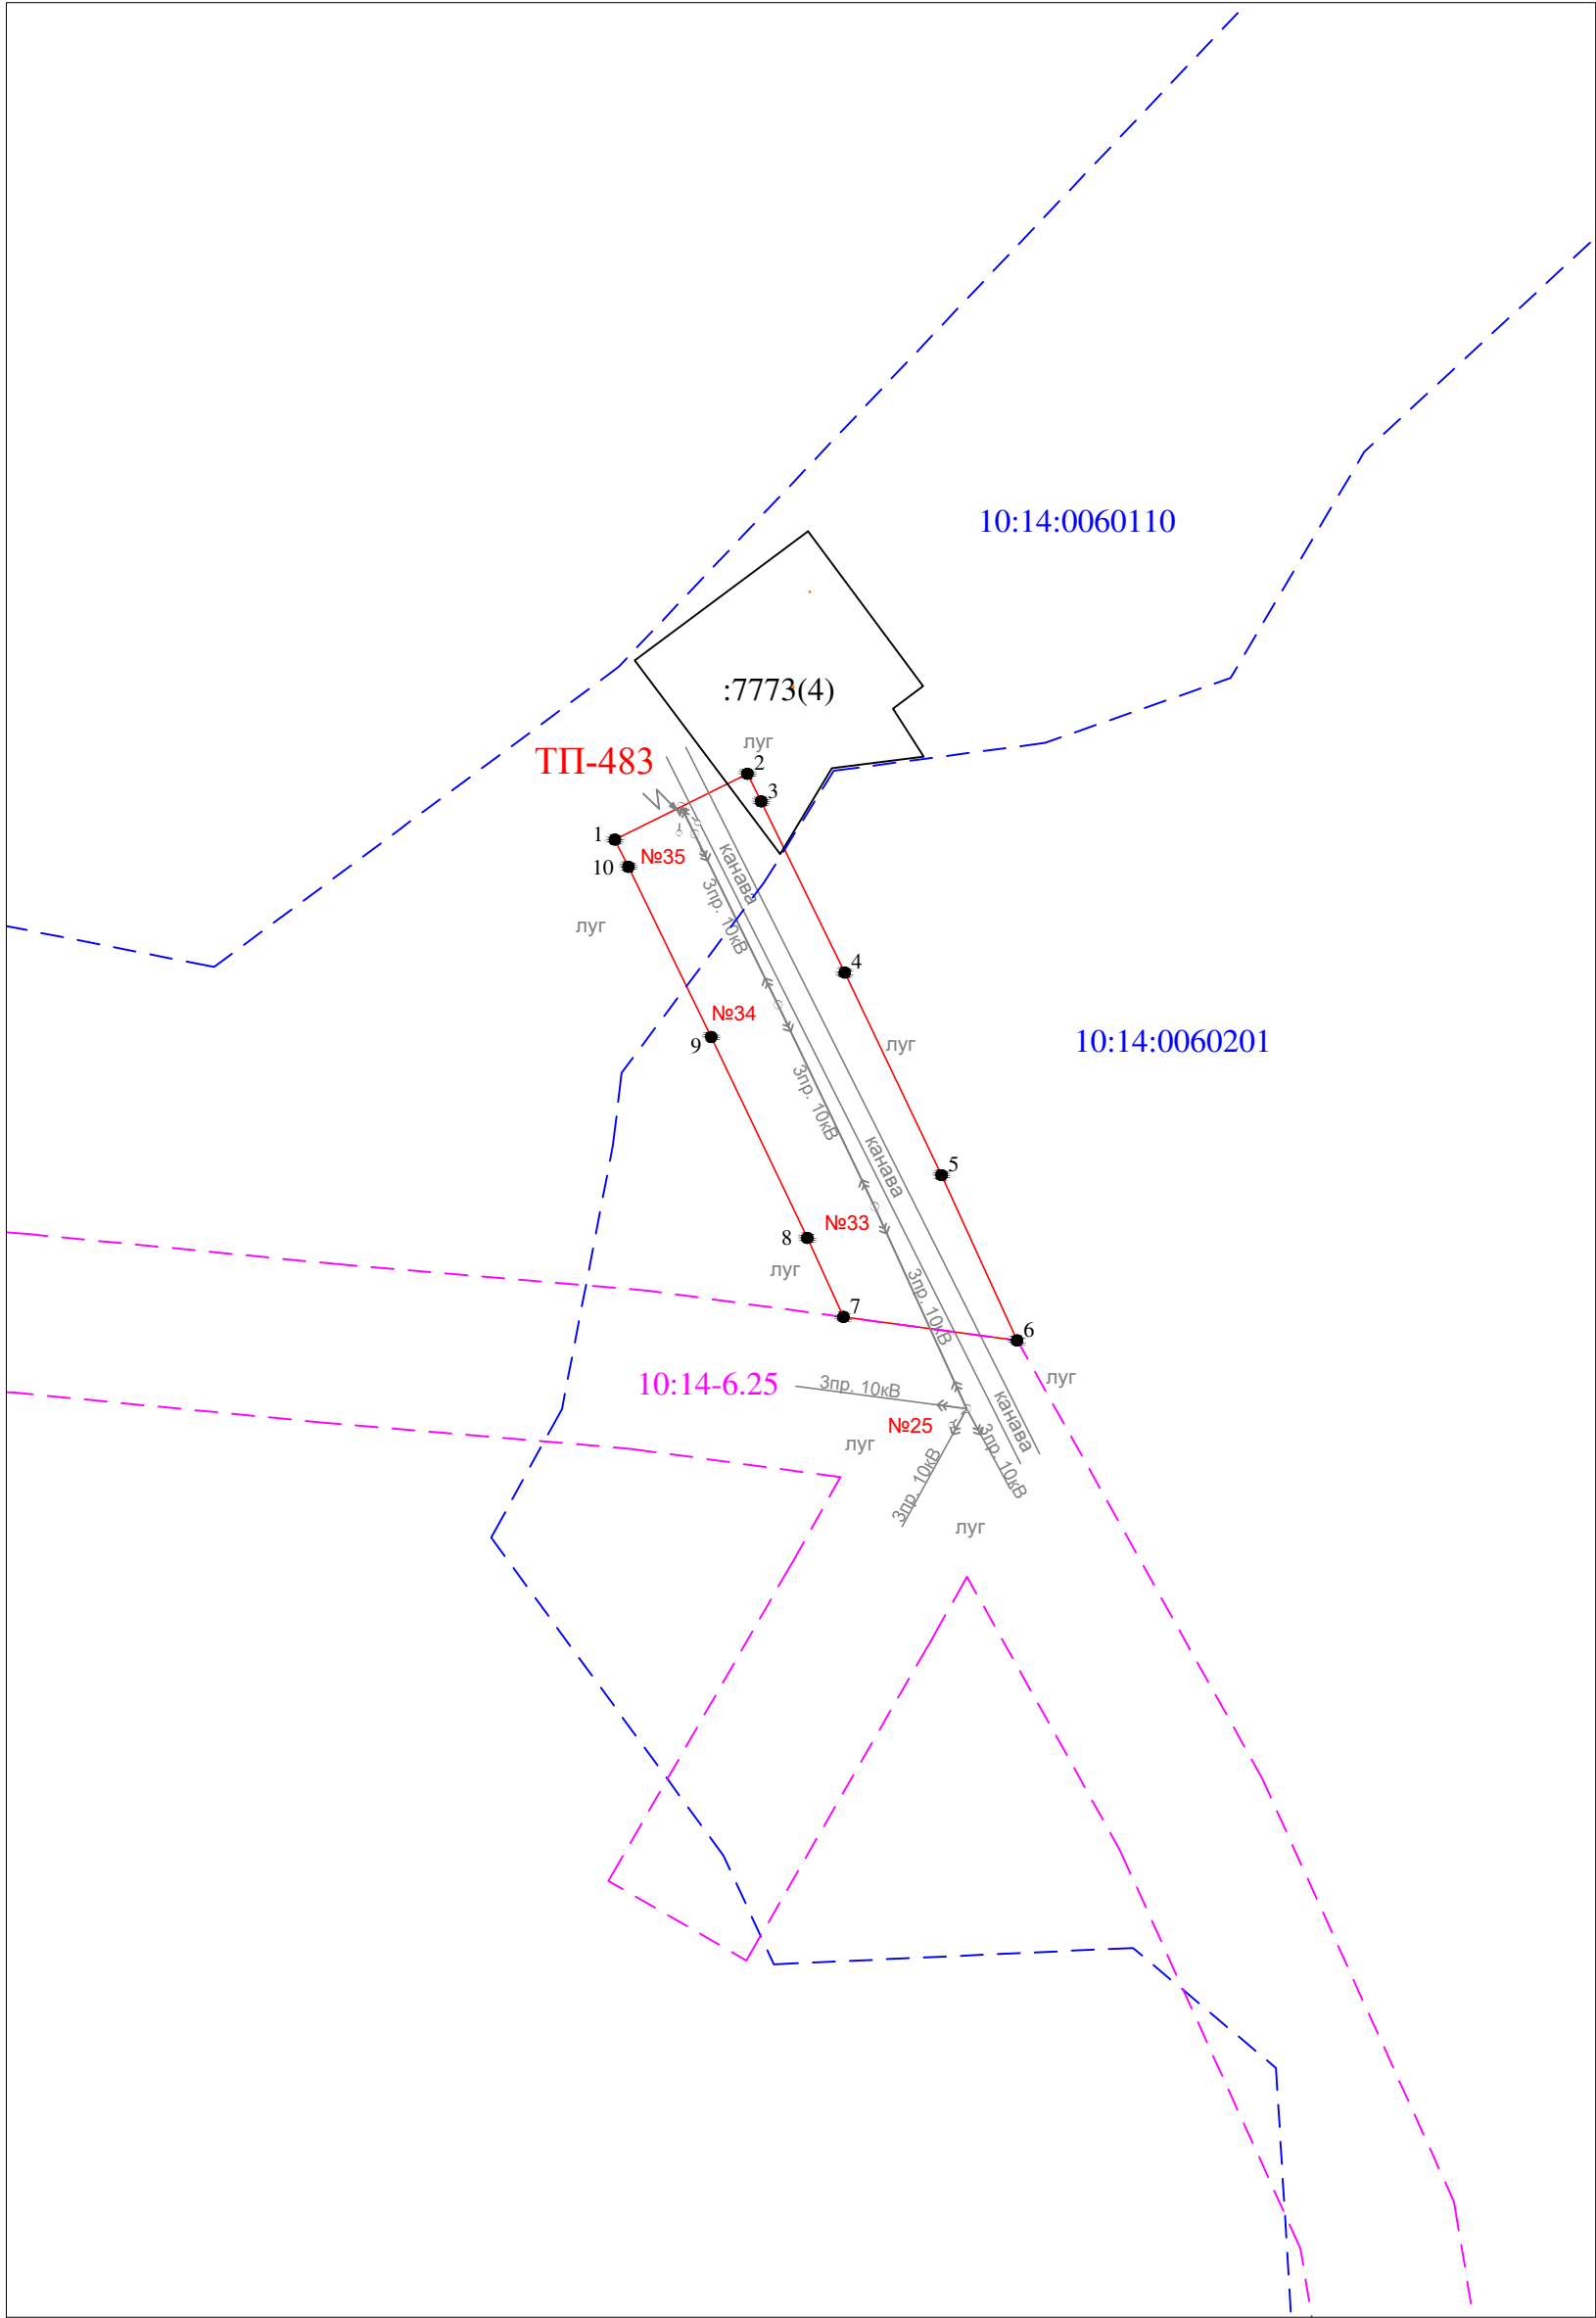 10:14:0060110
:7773(4)
луг
ТП-483
2
3
1
№35
10
канава
3пр. 10кВ
луг
4
№34
9
луг
10:14:0060201
3пр. 10кВ
канава
5
№33
8
луг
3пр. 10кВ
7
6
луг
10:14-6.25
3пр. 10кВ
канава
№25
луг
3пр. 10кВ
3пр. 10кВ
луг